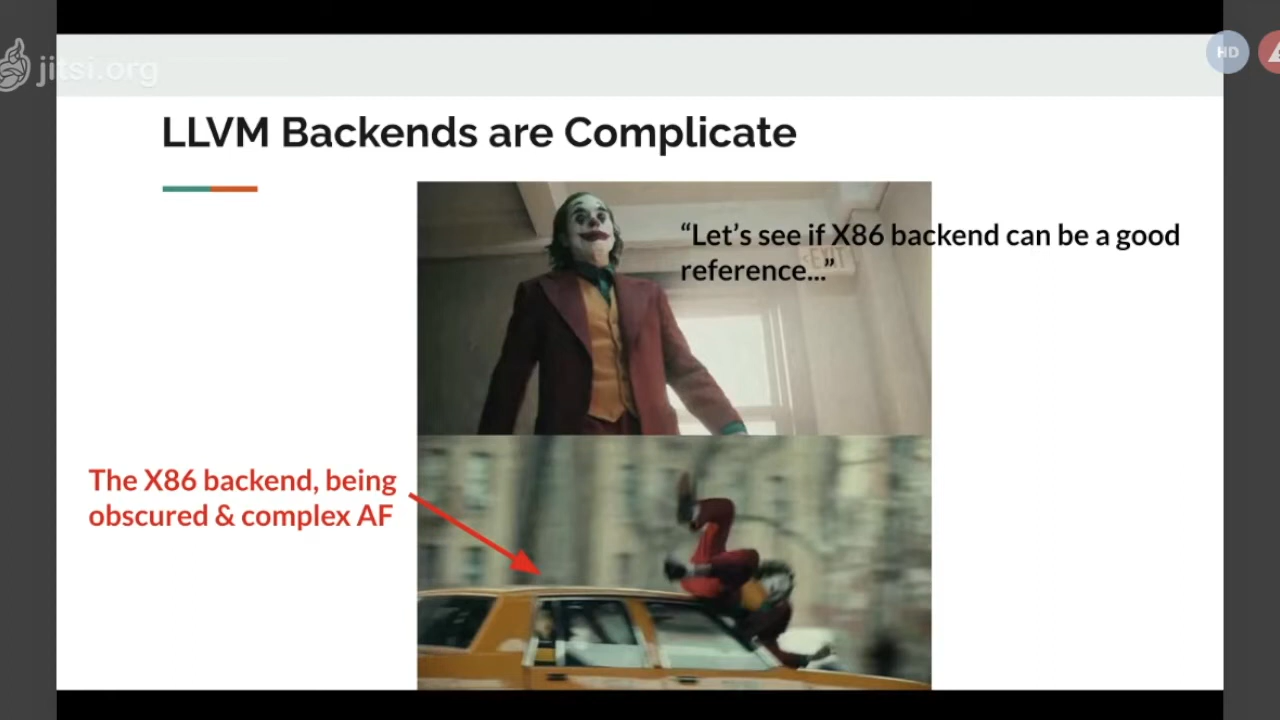 jitsi.org
HD
LLVM Backends are Complicate
“Let’s see if X86 backend can be a good
reference...”
EXIT
The X86 backend, being
obscured & complex AF